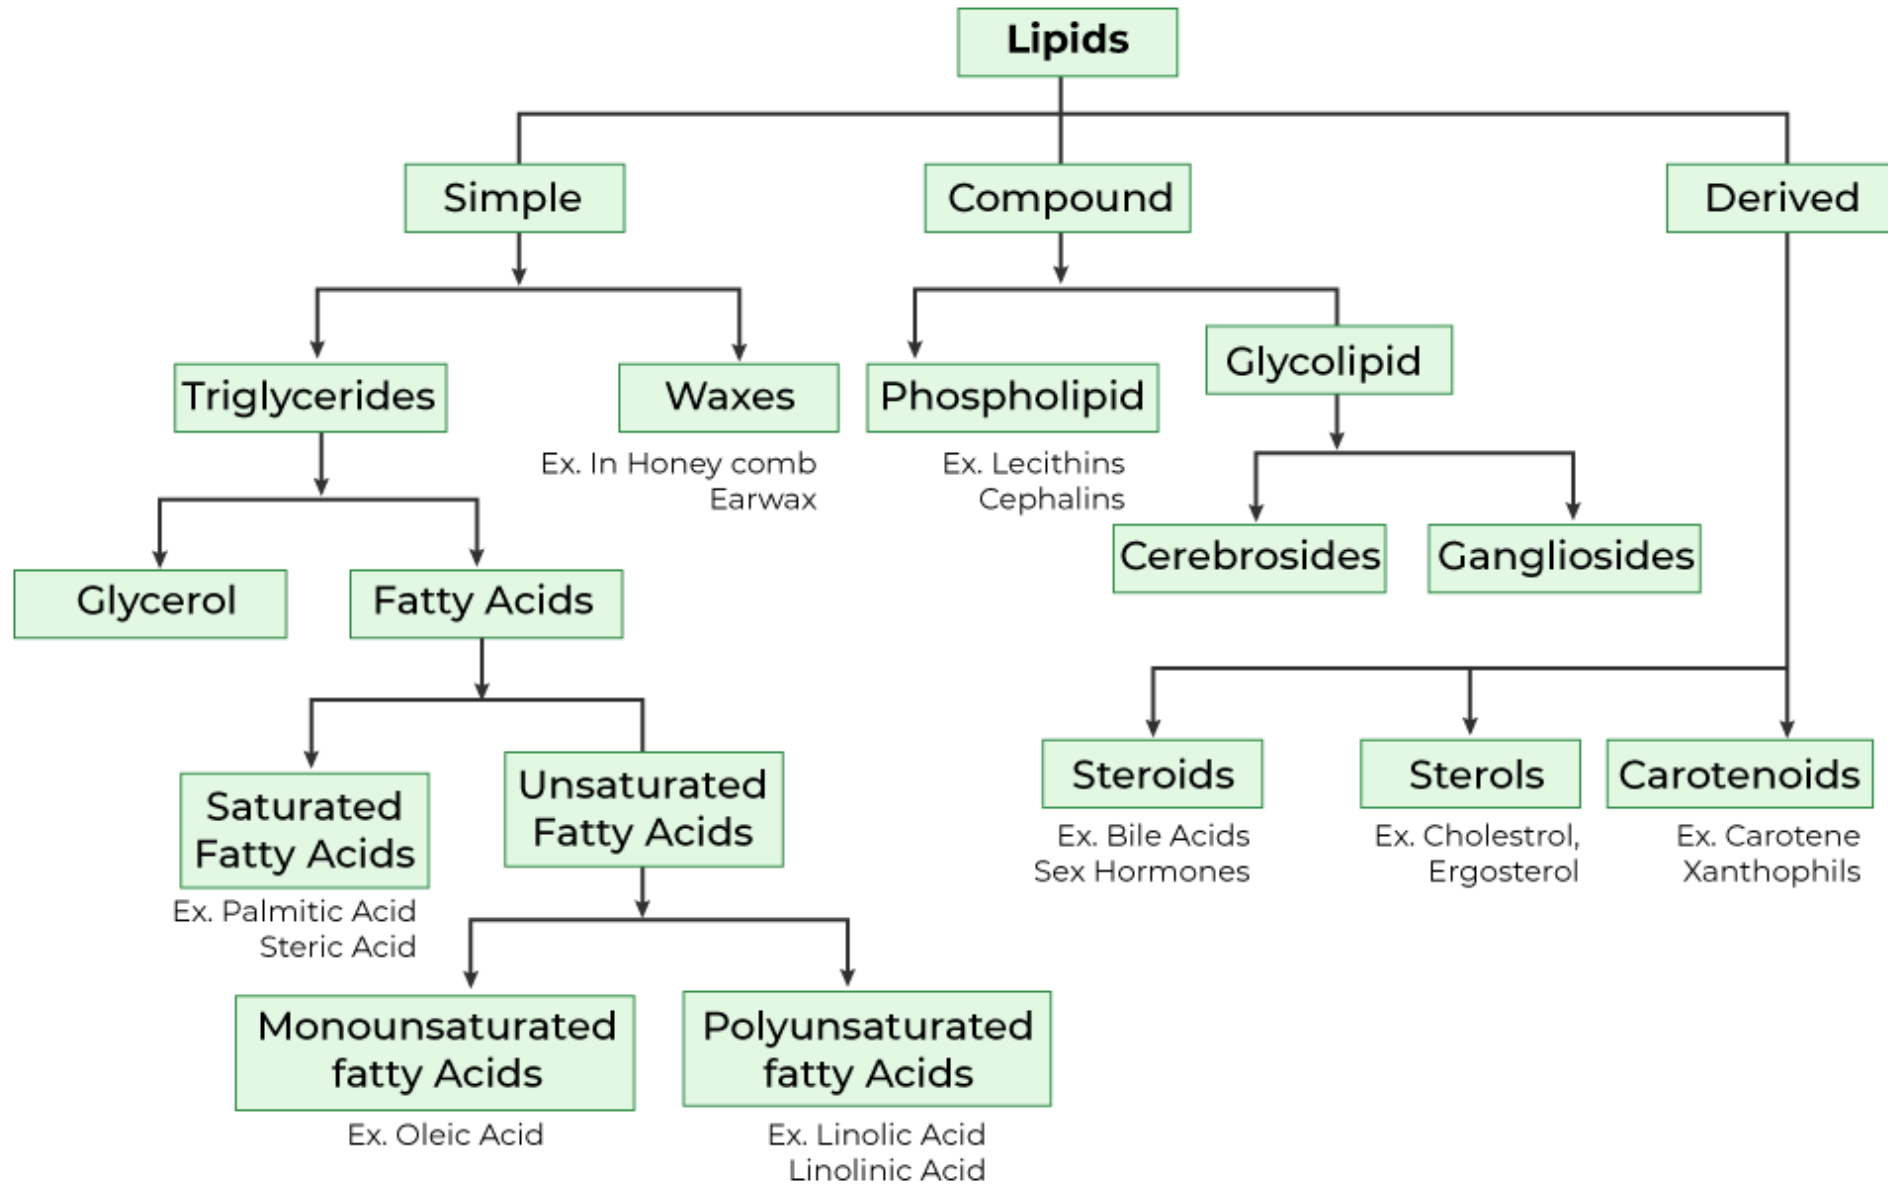 Lipids
Simple
Compound
Derived
Triglycerides
Waxes
Ex. In Honey comb
Earwax
Phospholipid
Ex. Lecithins
Cephalins
Glycolipid
Cerebrosides
Gangliosides
Glycerol
Fatty Acids
Saturated
Fatty Acids
Ex. Palmitic Acid
Steric Acid
Unsaturated
Fatty Acids
Monounsaturated
fatty Acids
Ex. Oleic Acid
Polyunsaturated
fatty Acids
Ex. Linolic Acid
Linolinic Acid
Steroids
Ex. Bile Acids
Sex Hormones
Sterols
Ex. Cholestrol,
Ergosterol
Carotenoids
Ex. Carotene
Xanthophils